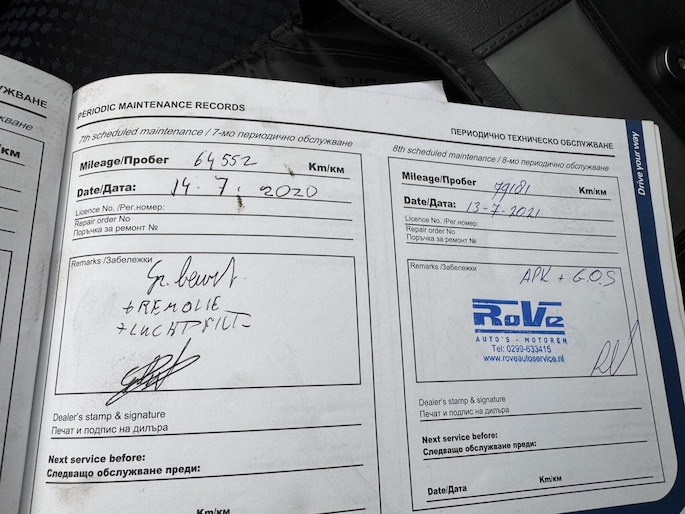 PERIODIC MAINTENANCE RECORDS
7th scheduled maintenance / 7-мо периодично обслужване
Mileage/Пробег 64552 Km/км
Date/Дата: 14.7.2020
Licence No. /Рег.номер:
Repair order No
Поръчка за ремонт №
Remarks /Забележки
Gr. beurt.
+ REMOLIE
+ LUCHTFILT
Dealer's stamp & signature
Печат и подпис на дилъра
Next service before:
Следващо обслужване преди:
Km/км
ПЕРИОДИЧНО ТЕХНИЧЕСКО ОБСЛУЖВАНЕ
8th scheduled maintenance / 8-мо периодично обслужване
Mileage/Пробег 79181 Km/км
Date/Дата: 13-7-2021
Licence No. /Рег.номер:
Repair order No
Поръчка за ремонт №
Remarks /Забележки
APK + G.O.S
RoVe
AUTO'S - MOTOREN
Tel: 0299-633415
www.roveautoservice.nl
Dealer's stamp & signature
Печат и подпис на дилъра
Next service before:
Следващо обслужване преди:
Date/Дата Km/км
Drive your way